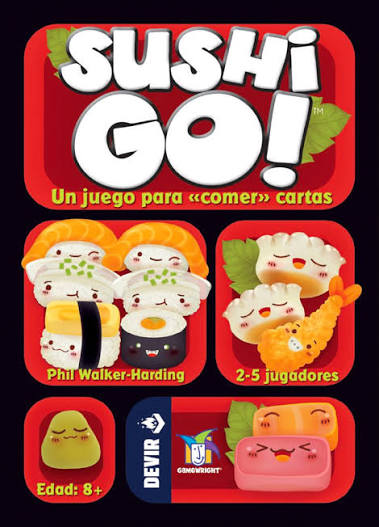 SUSHi
GO!™
Un juego para «comer» cartas
Phil Walker-Harding
2-5 jugadores
Edad: 8+
DEVIR
GAMEWRIGHT®